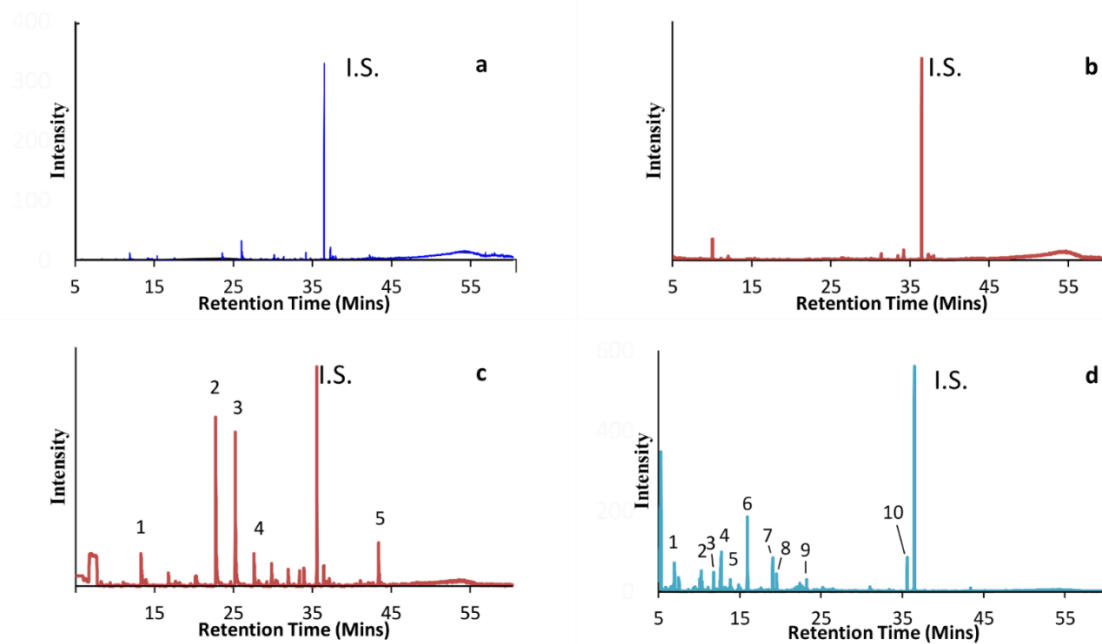 400
300
200
100
0
Intensity
I.S.
a
5 15 25 35 45 55
Retention Time (Mins)
Intensity
I.S.
b
5 15 25 35 45 55
Retention Time (Mins)
Intensity
I.S.
c
1 2 3 4 5
15 25 35 45 55
Retention Time (Mins)
600
400
200
0
Intensity
I.S.
d
1 2 3 4 5 6 7 8 9 10
5 15 25 35 45 55
Retention Time (Mins)